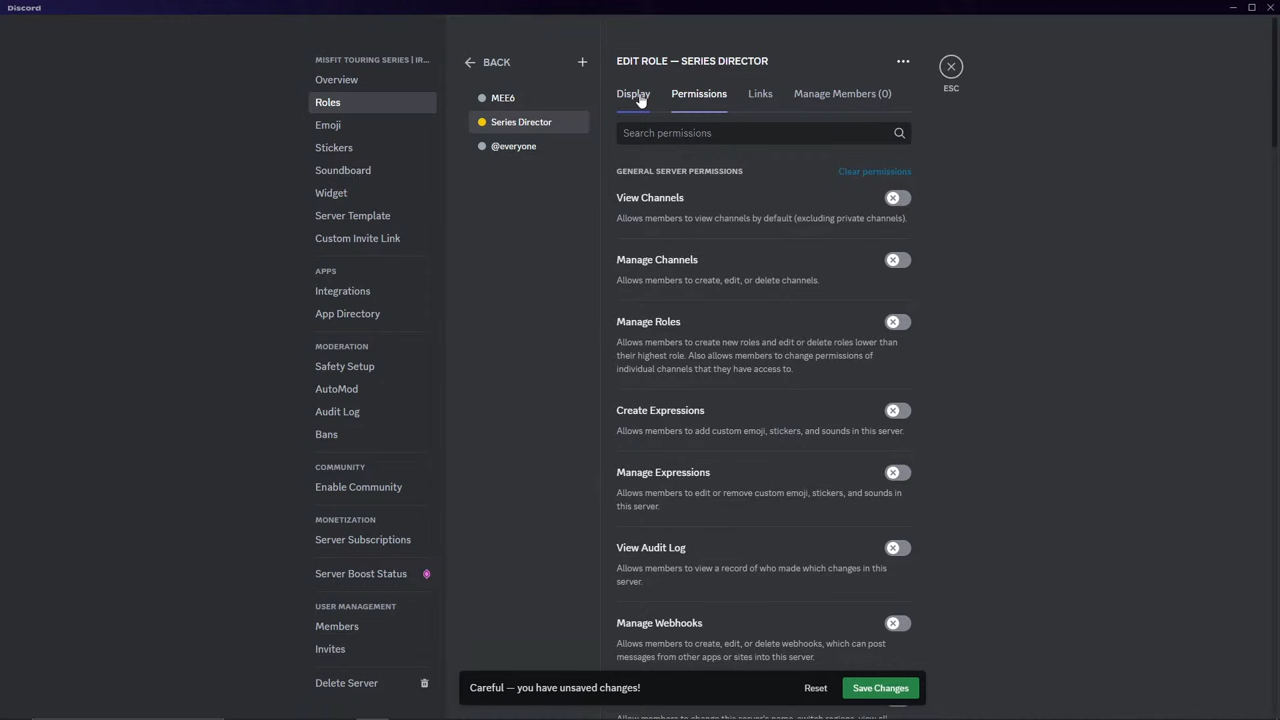 Discord
MISFIT TOURING SERIES | IR...
Overview
Roles
Emoji
Stickers
Soundboard
Widget
Server Template
Custom Invite Link
APPS
Integrations
App Directory
MODERATION
Safety Setup
AutoMod
Audit Log
Bans
COMMUNITY
Enable Community
MONETIZATION
Server Subscriptions
Server Boost Status
USER MANAGEMENT
Members
Invites
Delete Server
BACK
MEE6
Series Director
@everyone
EDIT ROLE — SERIES DIRECTOR
ESC
Display Permissions Links Manage Members (0)
Search permissions
GENERAL SERVER PERMISSIONS Clear permissions
View Channels
Allows members to view channels by default (excluding private channels).
Manage Channels
Allows members to create, edit, or delete channels.
Manage Roles
Allows members to create new roles and edit or delete roles lower than
their highest role. Also allows members to change permissions of
individual channels that they have access to.
Create Expressions
Allows members to add custom emoji, stickers, and sounds in this server.
Manage Expressions
Allows members to edit or remove custom emoji, stickers, and sounds in
this server.
View Audit Log
Allows members to view a record of who made which changes in this
server.
Manage Webhooks
Allows members to create, edit, or delete webhooks, which can post
messages from other apps or sites into this server.
Careful — you have unsaved changes! Reset Save Changes